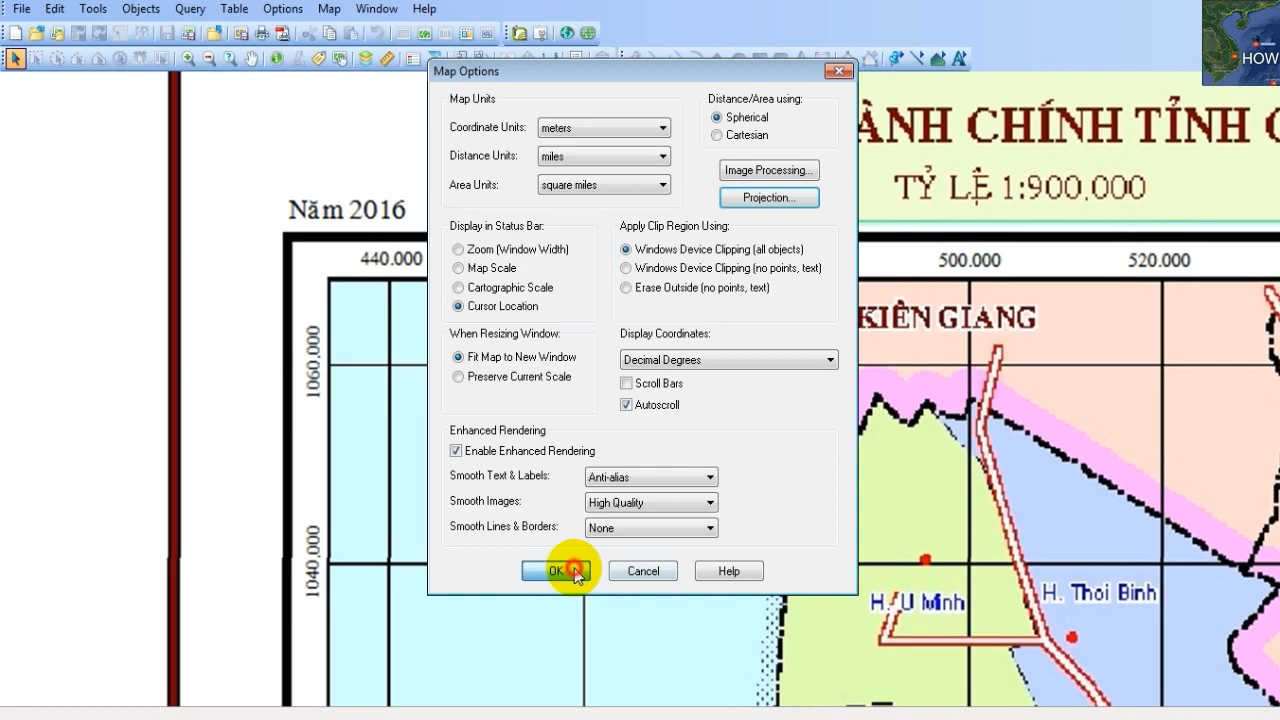 File Edit Tools Objects Query Table Options Map Window Help
HOW
Map Options
Map Units
Coordinate Units: meters
Distance Units: miles
Area Units: square miles
Distance/Area using:
Spherical
Cartesian
Image Processing...
Projection...
Display in Status Bar:
Zoom (Window Width)
Map Scale
Cartographic Scale
Cursor Location
Apply Clip Region Using:
Windows Device Clipping (all objects)
Windows Device Clipping (no points, text)
Erase Outside (no points, text)
When Resizing Window:
Fit Map to New Window
Preserve Current Scale
Display Coordinates:
Decimal Degrees
Scroll Bars
Autoscroll
Enhanced Rendering
Enable Enhanced Rendering
Smooth Text & Labels: Anti-alias
Smooth Images: High Quality
Smooth Lines & Borders: None
OK Cancel Help
ÀNH CHÍNH TỈNH
TỶ LỆ 1:900.000
Năm 2016
440.000 500.000 520.000
KIÊN GIANG
1060.000
1040.000
H. U Minh
H. Thoi Binh